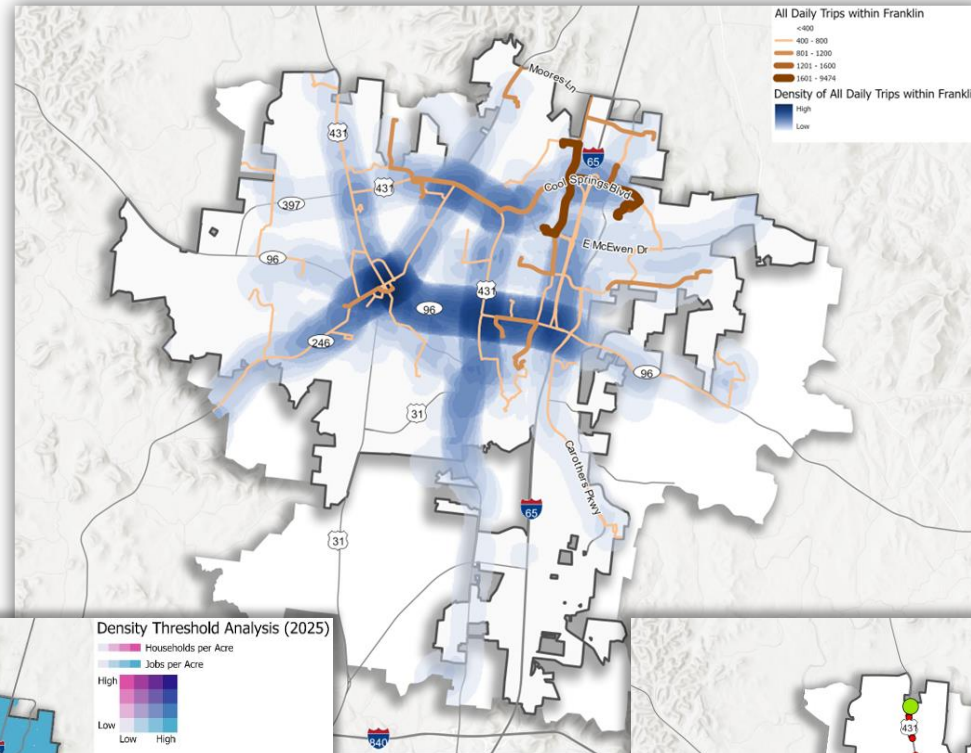 All Daily Trips within Franklin
<400
400 - 800
801 - 1200
1201 - 1600
1601 - 9474
Density of All Daily Trips within Frankli
High
Low
Moores Ln
431
65
Cool Springs Blvd
431
397
E McEwen Dr
96
431
96
246
96
31
Carothers Pkwy
65
31
Density Threshold Analysis (2025)
Households per Acre
Jobs per Acre
High
Low
Low High
431
840